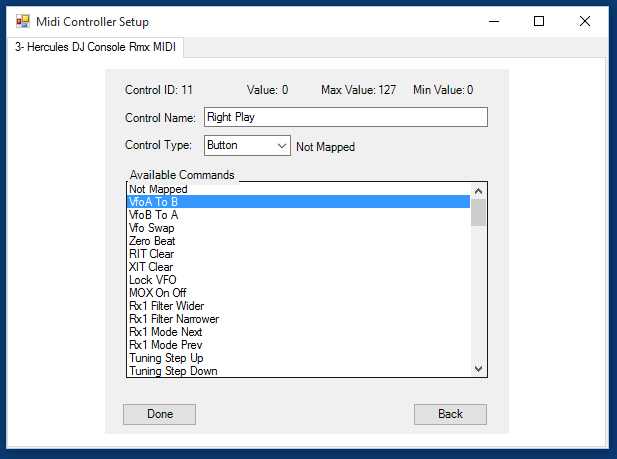 Midi Controller Setup
3- Hercules DJ Console Rmx MIDI
Control ID: 11 Value: 0 Max Value: 127 Min Value: 0
Control Name: Right Play
Control Type: Button Not Mapped
Available Commands
Not Mapped
VfoA To B
VfoB To A
Vfo Swap
Zero Beat
RIT Clear
XIT Clear
Lock VFO
MOX On Off
Rx1 Filter Wider
Rx1 Filter Narrower
Rx1 Mode Next
Rx1 Mode Prev
Tuning Step Up
Tuning Step Down
Done Back